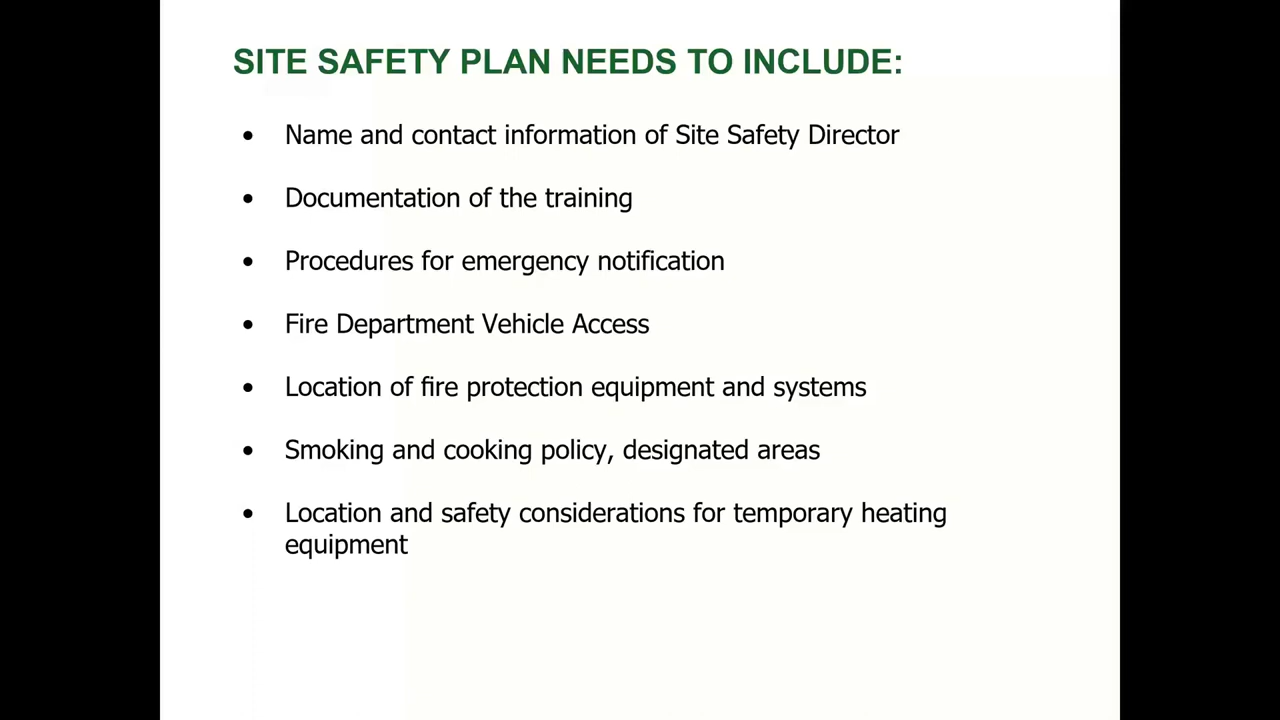 SITE SAFETY PLAN NEEDS TO INCLUDE:
• Name and contact information of Site Safety Director
• Documentation of the training
• Procedures for emergency notification
• Fire Department Vehicle Access
• Location of fire protection equipment and systems
• Smoking and cooking policy, designated areas
• Location and safety considerations for temporary heating
equipment